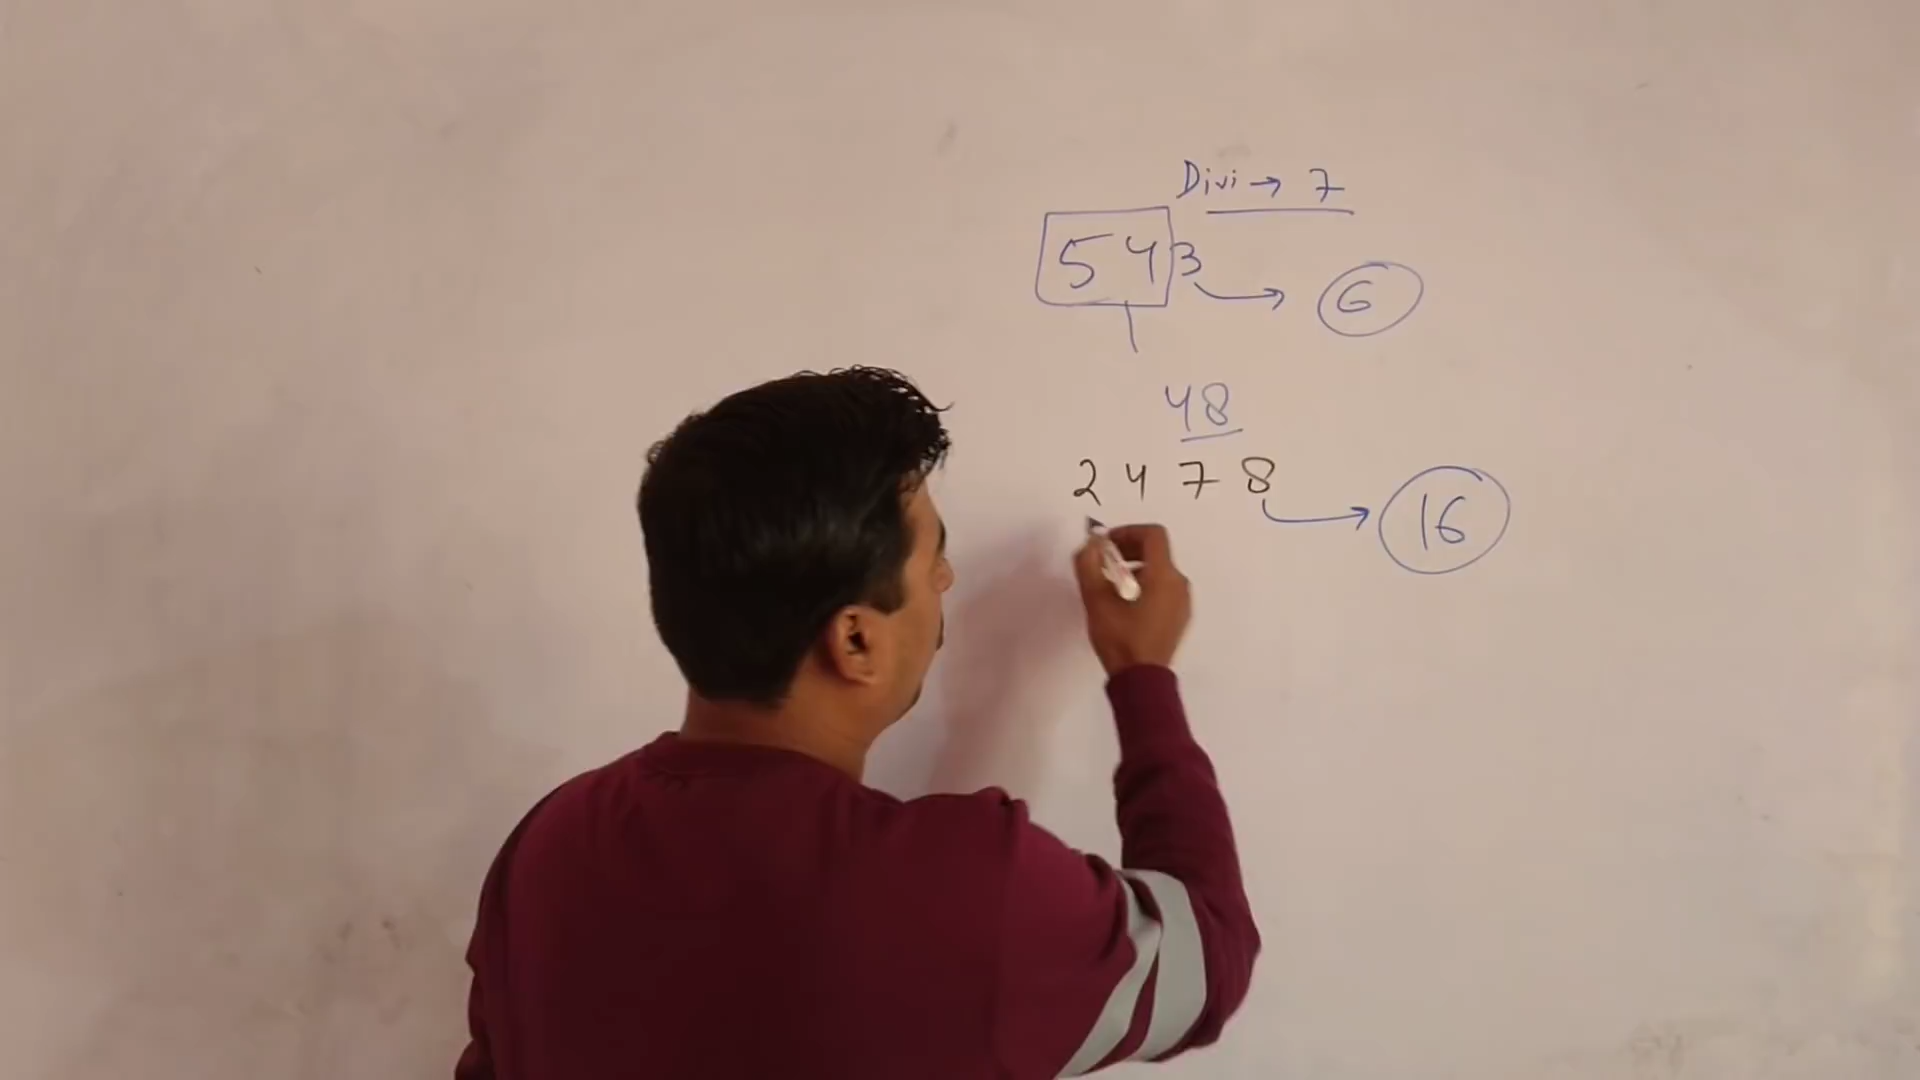 Divi → 7
543 → 6
48
2478 → 16